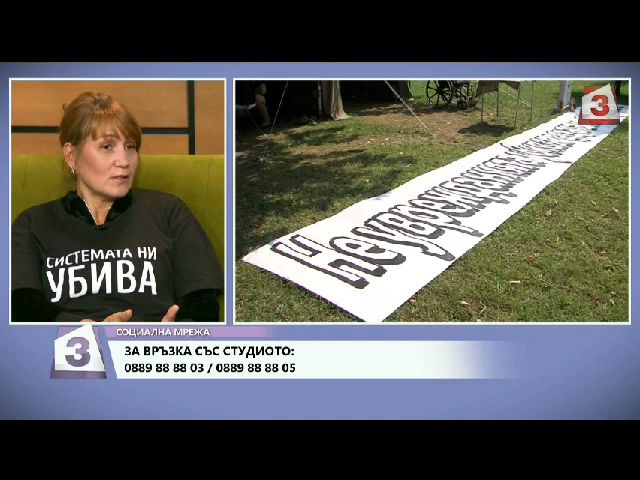 3
СИСТЕМАТА НИ
УБИВА
3
СОЦИАЛНА МРЕЖА
ЗА ВРЪЗКА СЪС СТУДИОТО:
0889 88 88 03 / 0889 88 88 05